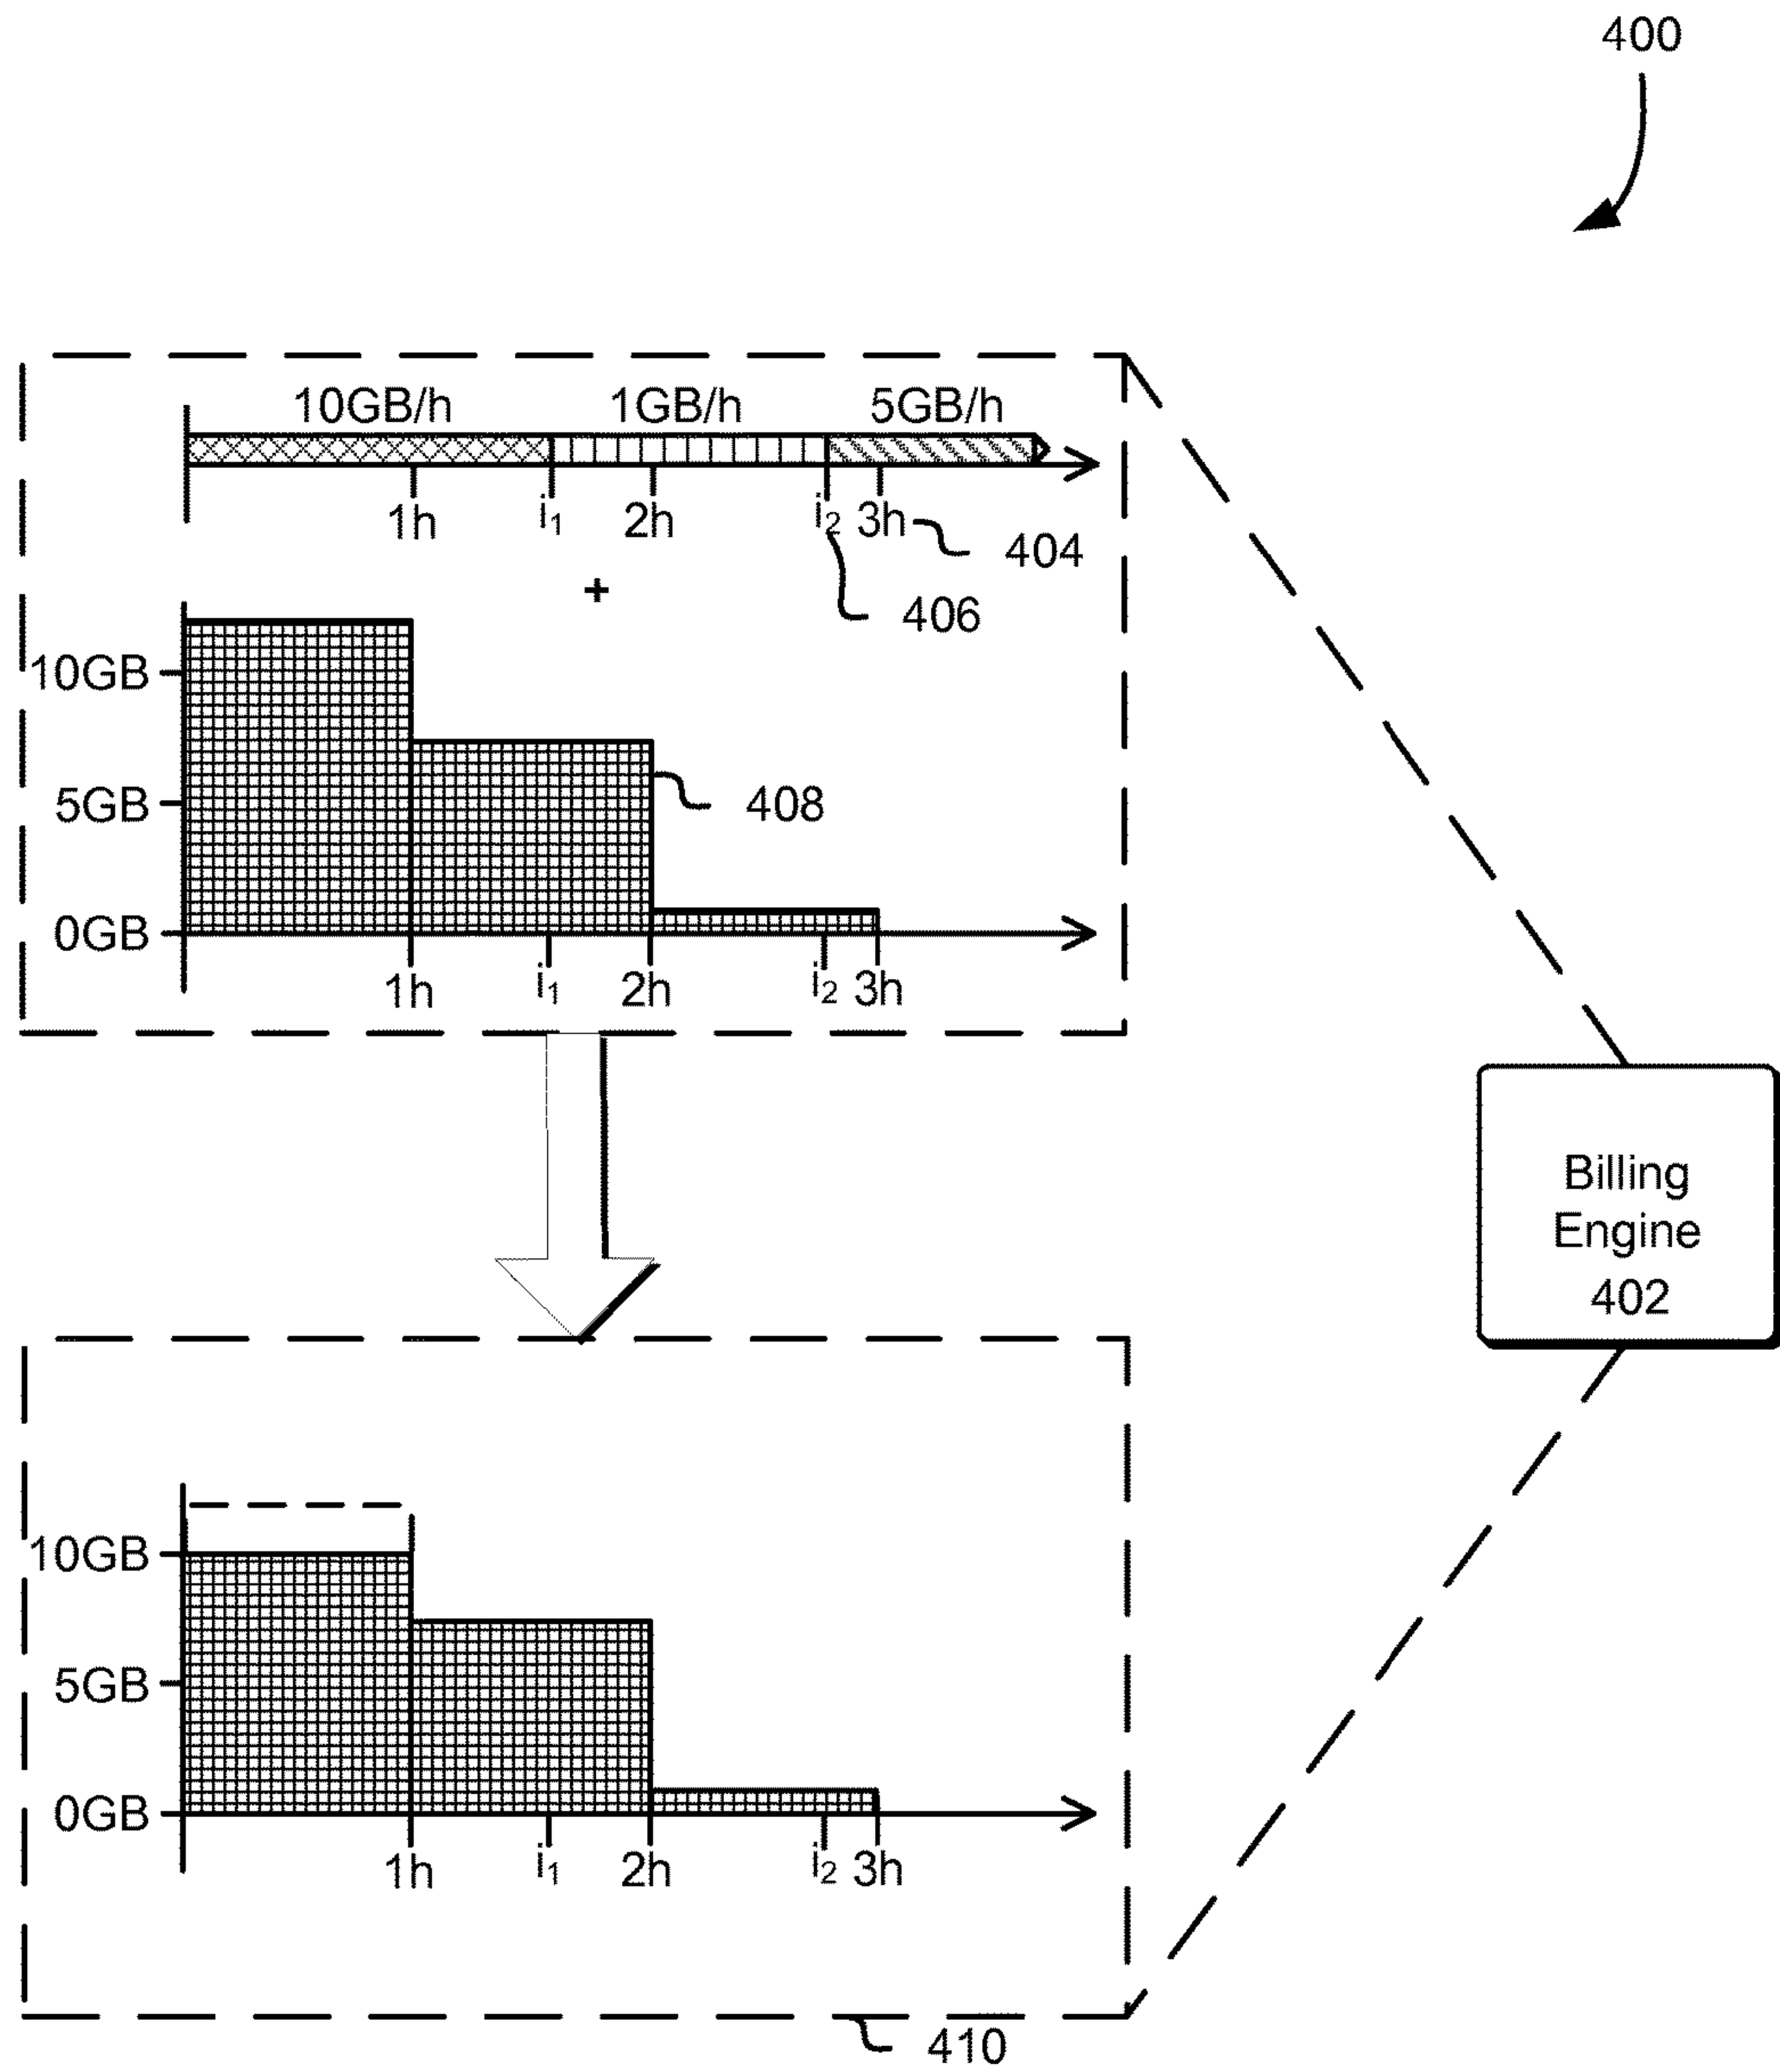 400
10GB/h 1GB/h 5GB/h
1h i₁ 2h i₂ 3h
404
+
406
10GB
5GB
408
0GB
1h i₁ 2h i₂ 3h
Billing
Engine
402
10GB
5GB
0GB
1h i₁ 2h i₂ 3h
410